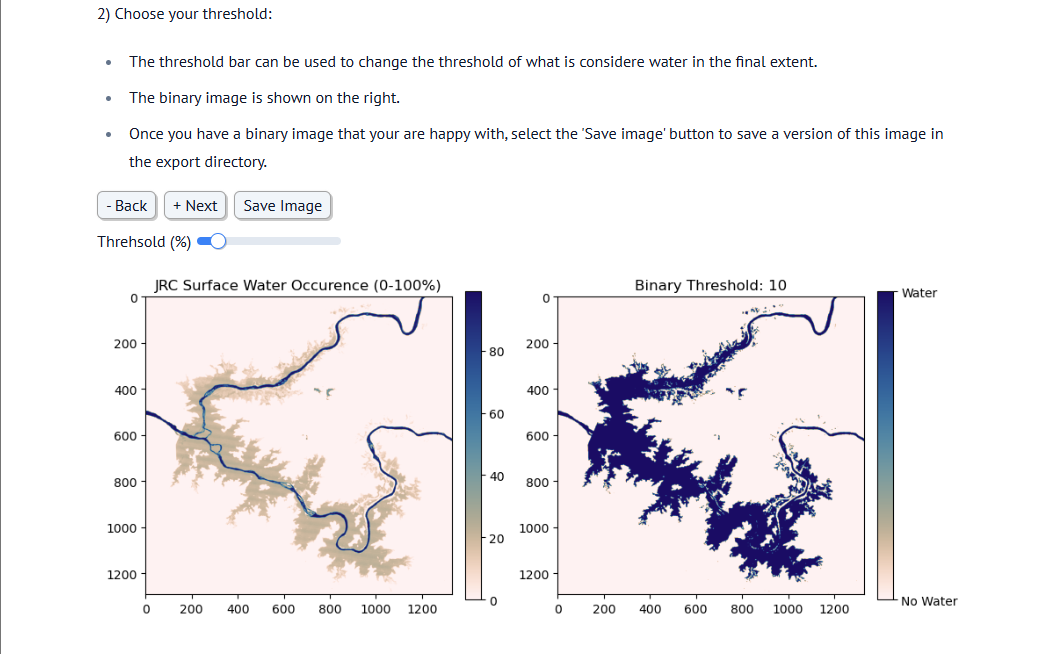 2) Choose your threshold:
The threshold bar can be used to change the threshold of what is considere water in the final extent.
The binary image is shown on the right.
Once you have a binary image that your are happy with, select the 'Save image' button to save a version of this image in
the export directory.
- Back + Next Save Image
Threhsold (%)
JRC Surface Water Occurence (0-100%)
0
200
400
600
800
1000
1200
0 200 400 600 800 1000 1200
80
60
40
20
0
Binary Threshold: 10
0
200
400
600
800
1000
1200
0 200 400 600 800 1000 1200
Water
No Water